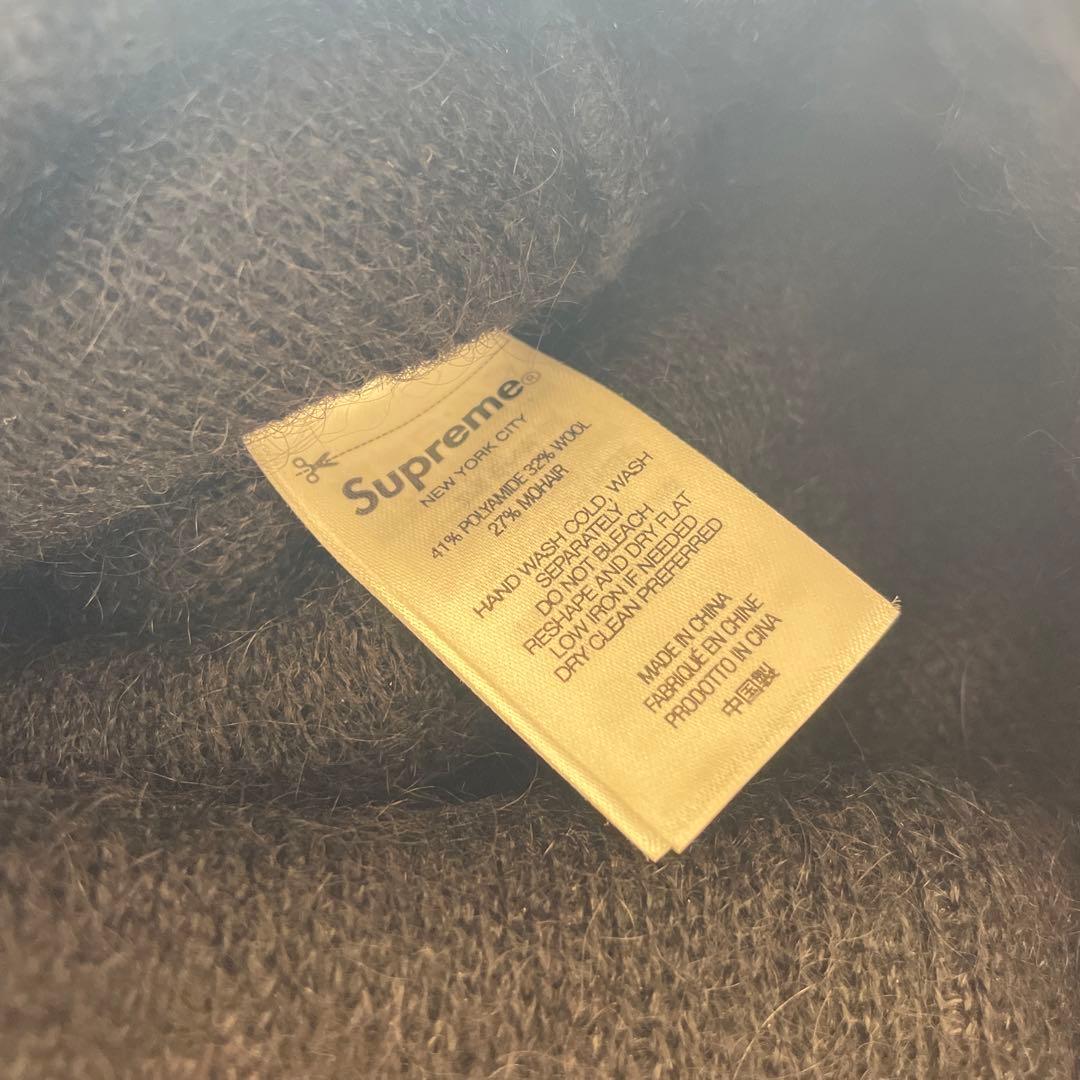 Supreme®
NEW YORK CITY
41% POLYAMIDE 32% WOOL
27% MOHAIR
HAND WASH COLD, WASH
SEPARATELY
DO NOT BLEACH
RESHAPE AND DRY FLAT
LOW IRON IF NEEDED
DRY CLEAN PREFERRED
MADE IN CHINA
FABRIQUÉ EN CHINE
PRODOTTO IN CINA
中国製